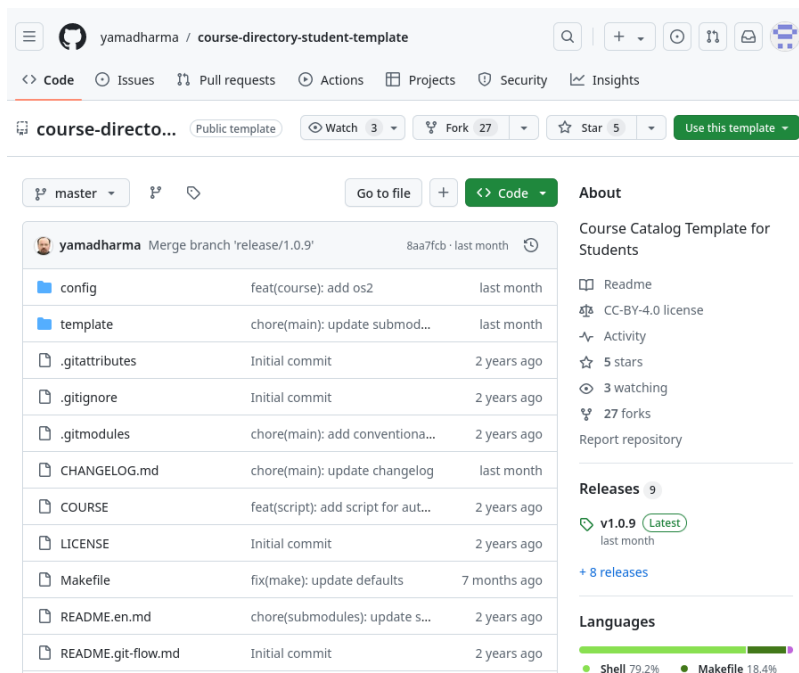 yamadharma / course-directory-student-template
Code Issues Pull requests Actions Projects Security Insights
course-directo... Public template Watch 3 Fork 27 Star 5 Use this template
master Go to file Code
yamadharma Merge branch 'release/1.0.9' 8aa7fcb · last month
config feat(course): add os2 last month
template chore(main): update submod... last month
.gitattributes Initial commit 2 years ago
.gitignore Initial commit 2 years ago
.gitmodules chore(main): add conventiona... 2 years ago
CHANGELOG.md chore(main): update changelog last month
COURSE feat(script): add script for aut... 2 years ago
LICENSE Initial commit 2 years ago
Makefile fix(make): update defaults 7 months ago
README.en.md chore(submodules): update s... 2 years ago
README.git-flow.md Initial commit 2 years ago
About
Course Catalog Template for
Students
Readme
CC-BY-4.0 license
Activity
5 stars
3 watching
27 forks
Report repository
Releases 9
v1.0.9 Latest
last month
+ 8 releases
Languages
Shell 79.2% Makefile 18.4%